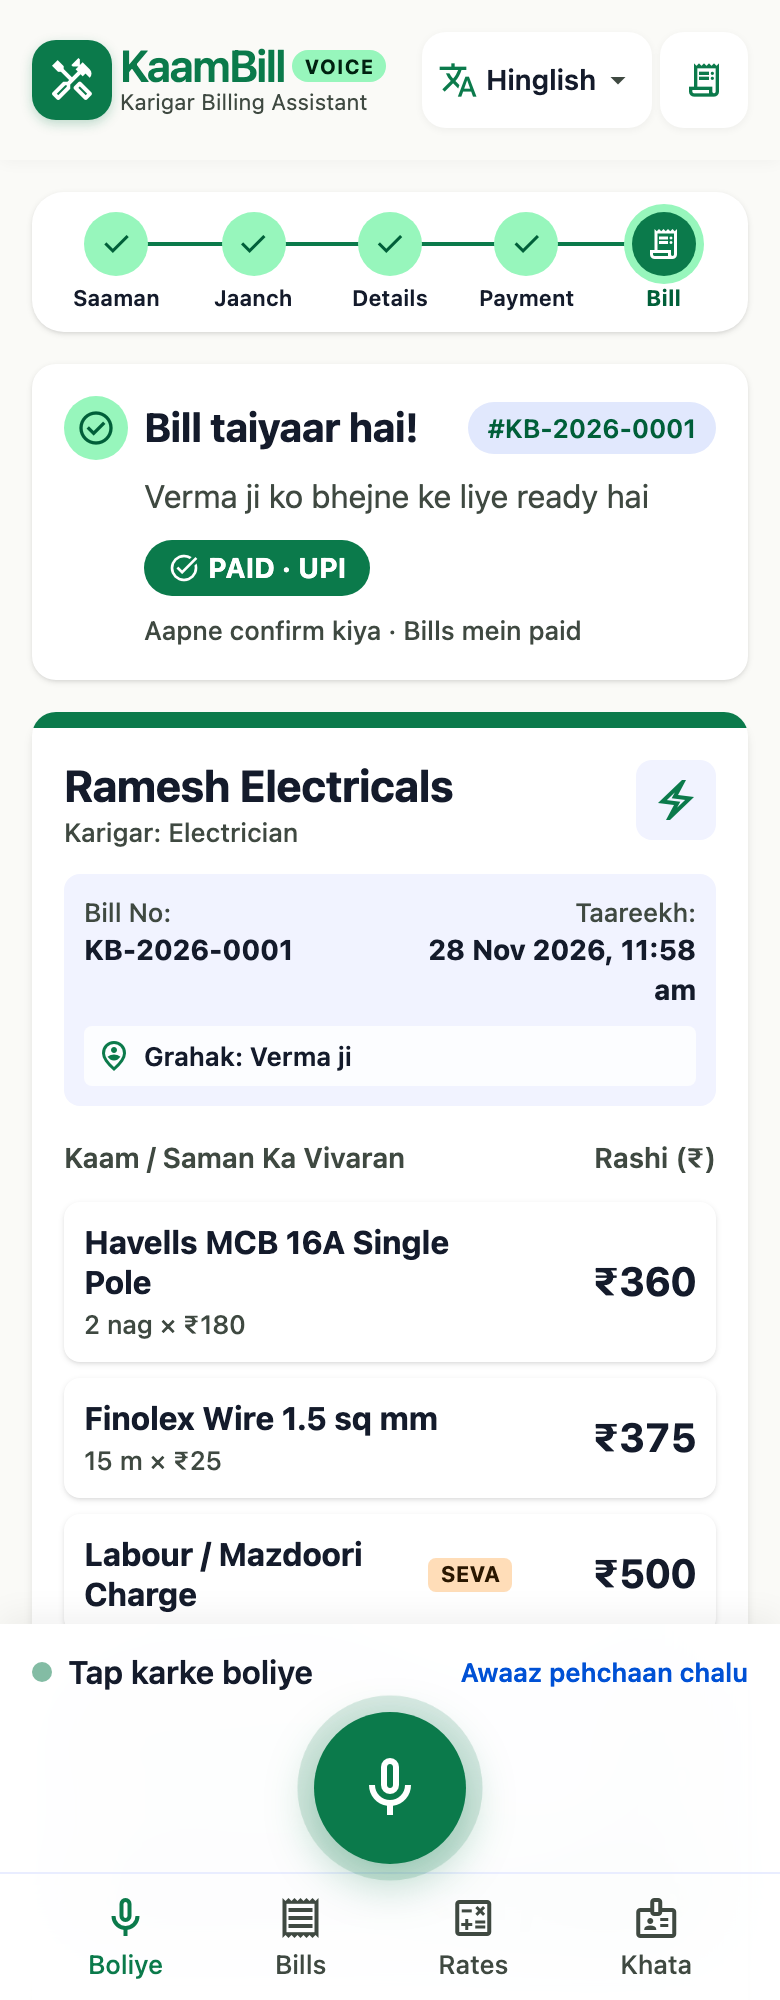 KaamBill VOICE
Karigar Billing Assistant
Hinglish
Saaman
Jaanch
Details
Payment
Bill
Bill taiyaar hai!
#KB-2026-0001
Verma ji ko bhejne ke liye ready hai
PAID · UPI
Aapne confirm kiya · Bills mein paid
Ramesh Electricals
Karigar: Electrician
Bill No:
KB-2026-0001
Taareekh:
28 Nov 2026, 11:58
am
Grahak: Verma ji
Kaam / Saman Ka Vivaran
Rashi (₹)
Havells MCB 16A Single
Pole
2 nag × ₹180
₹360
Finolex Wire 1.5 sq mm
15 m × ₹25
₹375
Labour / Mazdoori
Charge
SEVA
₹500
Tap karke boliye
Awaaz pehchaan chalu
Boliye
Bills
Rates
Khata